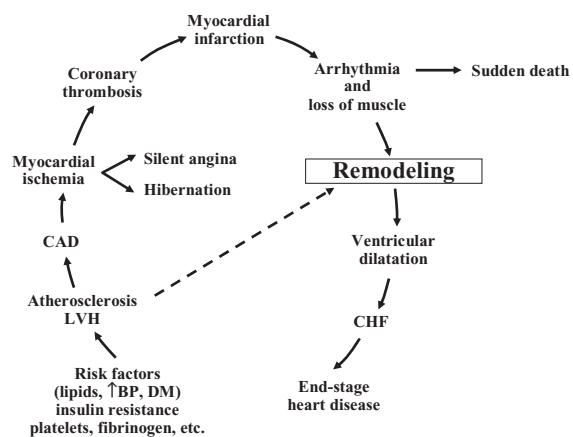 Myocardial
infarction
Coronary
thrombosis
Arrhythmia
and
loss of muscle
Sudden death
Myocardial
ischemia
Silent angina
Hibernation
Remodeling
CAD
Ventricular
dilatation
Atherosclerosis
LVH
CHF
Risk factors
(lipids, ↑BP, DM)
insulin resistance
platelets, fibrinogen, etc.
End-stage
heart disease